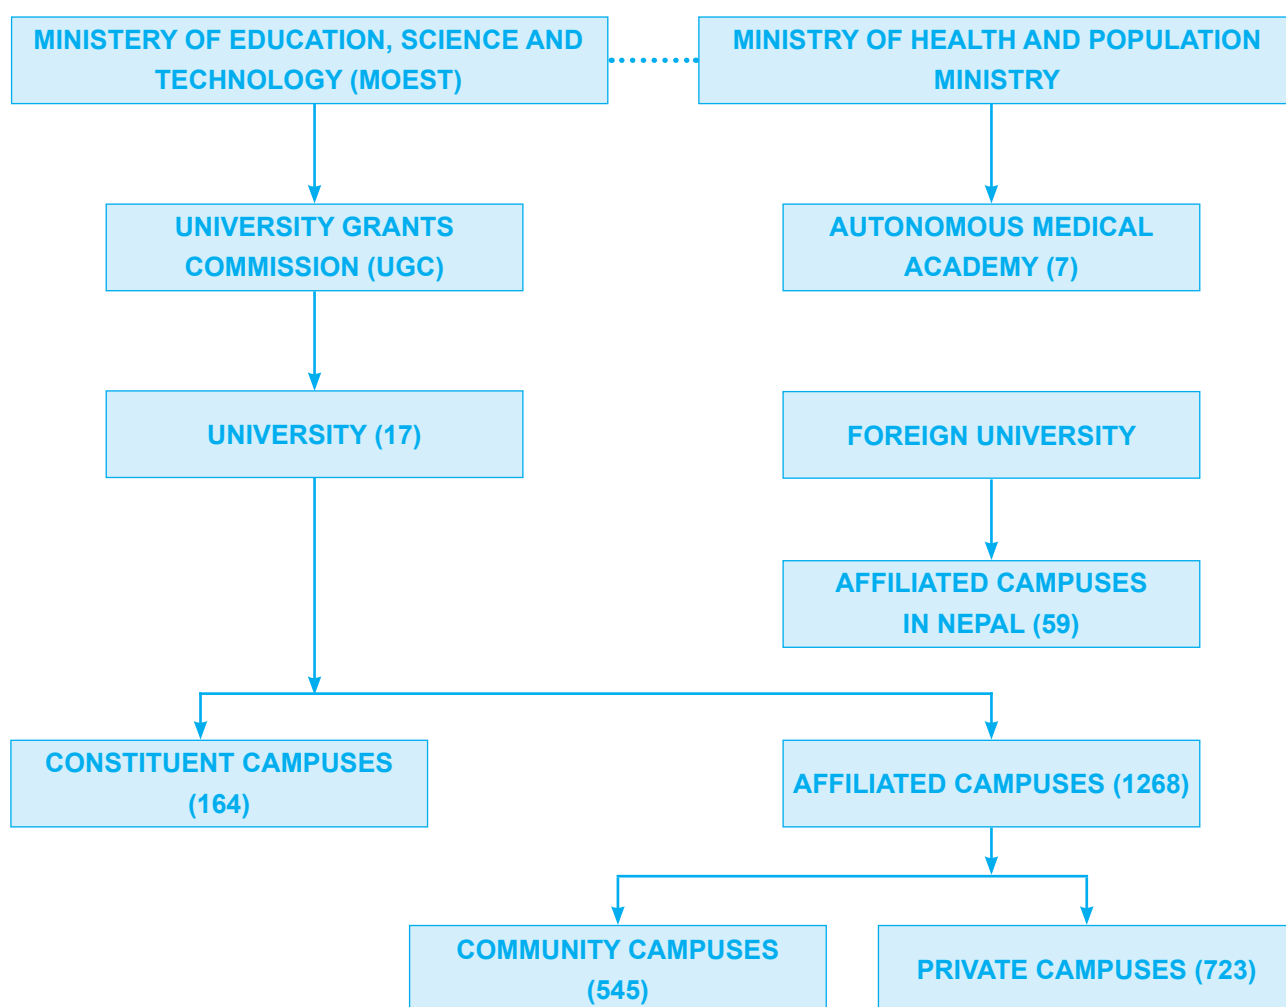 MINISTERY OF EDUCATION, SCIENCE AND
TECHNOLOGY (MOEST)
MINISTRY OF HEALTH AND POPULATION
MINISTRY
UNIVERSITY GRANTS
COMMISSION (UGC)
AUTONOMOUS MEDICAL
ACADEMY (7)
UNIVERSITY (17)
FOREIGN UNIVERSITY
AFFILIATED CAMPUSES
IN NEPAL (59)
CONSTITUENT CAMPUSES
(164)
AFFILIATED CAMPUSES (1268)
COMMUNITY CAMPUSES
(545)
PRIVATE CAMPUSES (723)